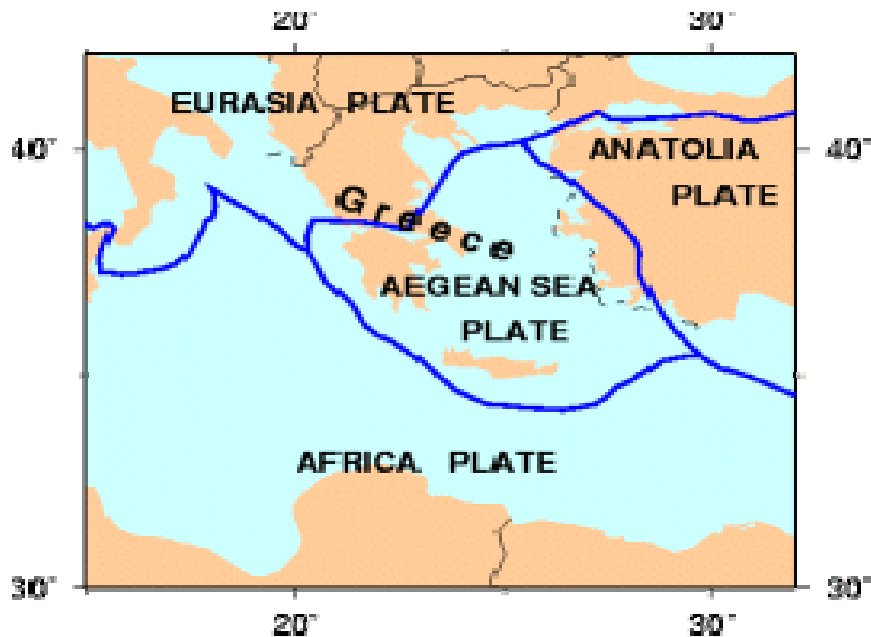 20° 30°
EURASIA PLATE
40° 40°
ANATOLIA
PLATE
Greece
AEGEAN SEA
PLATE
AFRICA PLATE
30° 30°
20° 30°